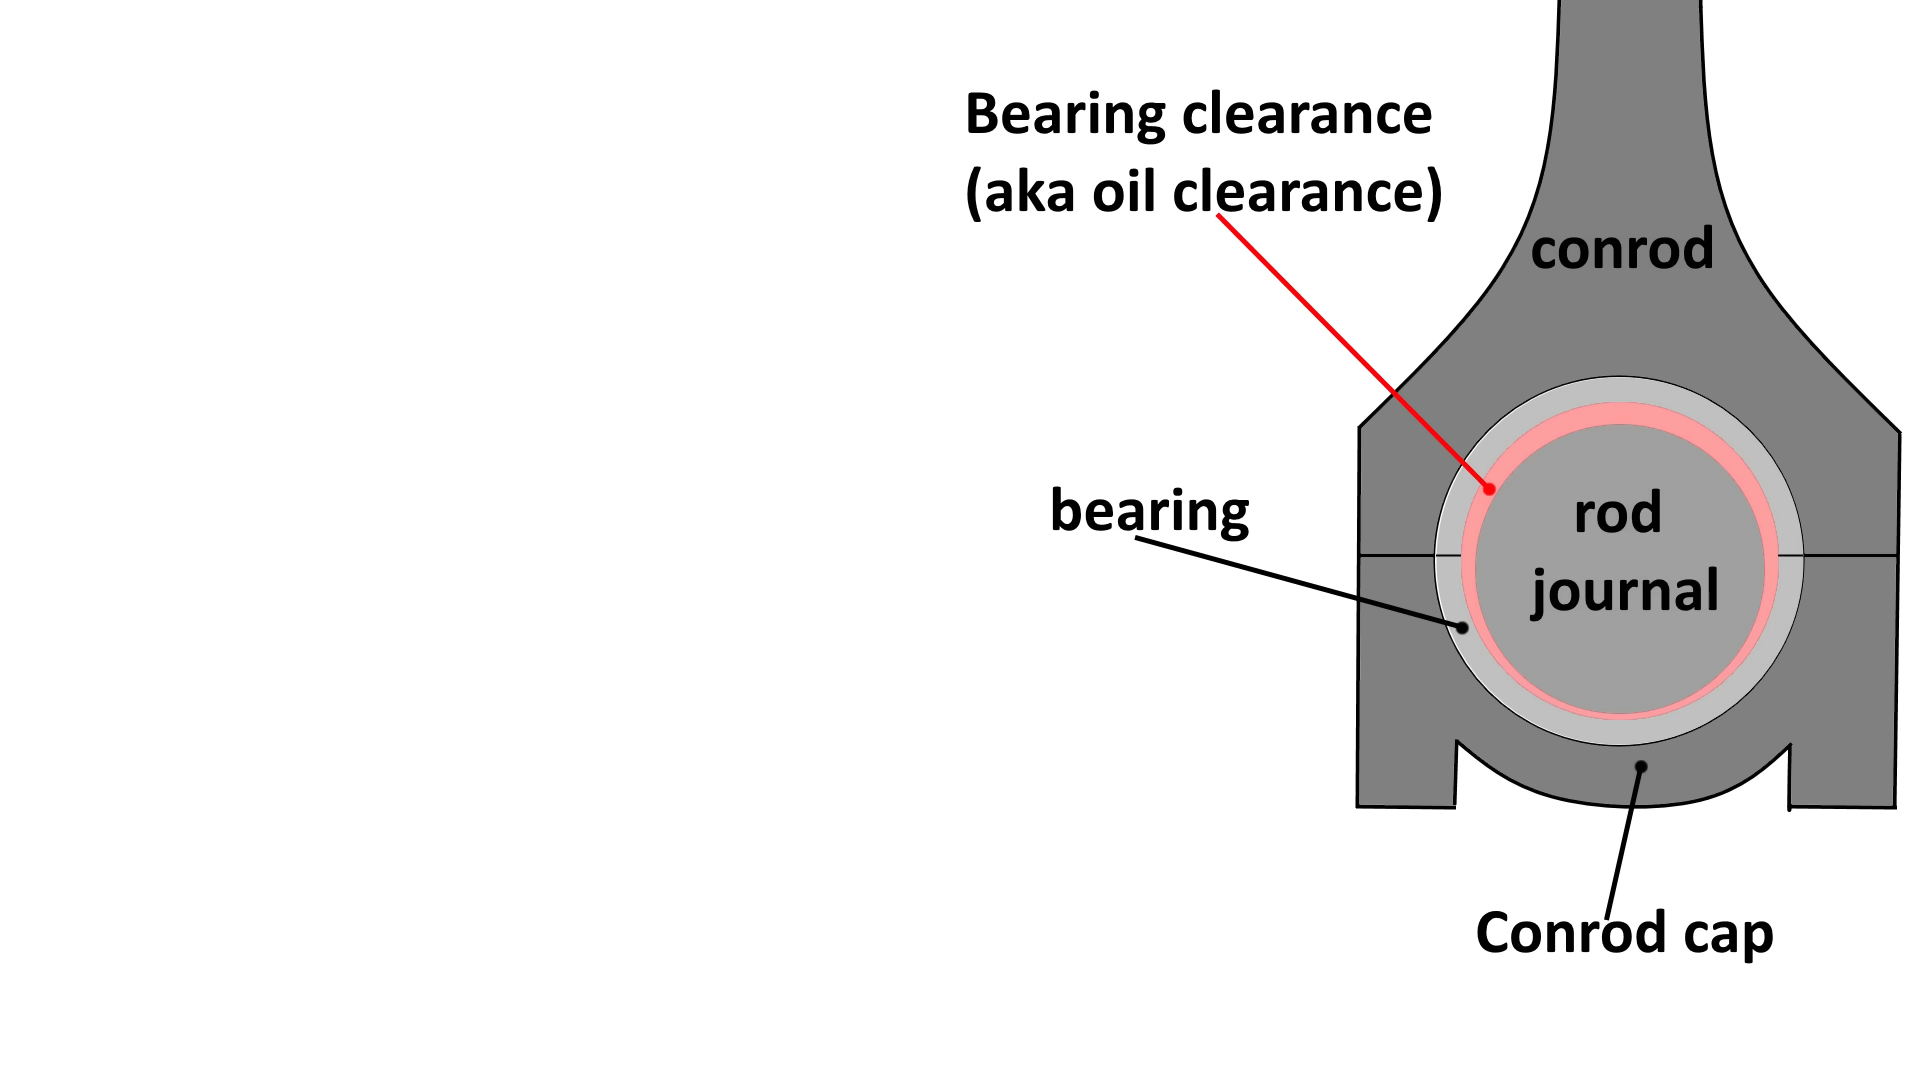 Bearing clearance
(aka oil clearance)
conrod
bearing
rod
journal
Conrod cap